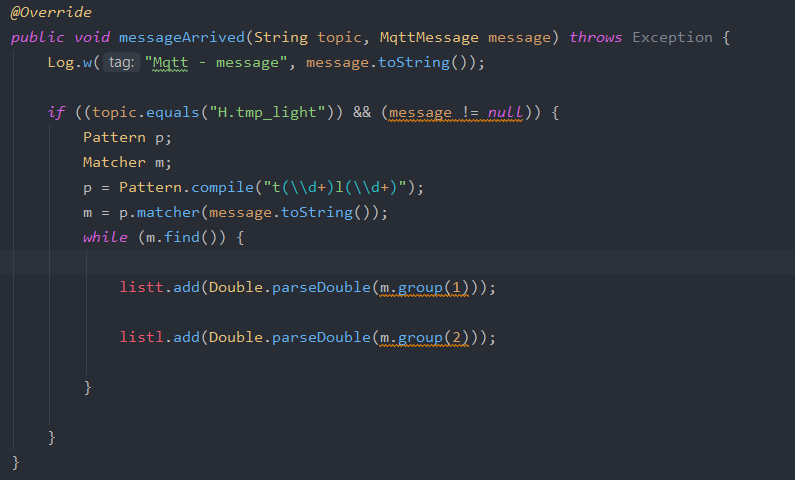 @Override
public void messageArrived(String topic, MqttMessage message) throws Exception {
    Log.w( tag: "Mqtt - message", message.toString());
    if ((topic.equals("H.tmp_light")) && (message != null)) {
        Pattern p;
        Matcher m;
        p = Pattern.compile("t(\\d+)l(\\d+)");
        m = p.matcher(message.toString());
        while (m.find()) {
            listt.add(Double.parseDouble(m.group(1)));
            listl.add(Double.parseDouble(m.group(2)));
        }
    }
}